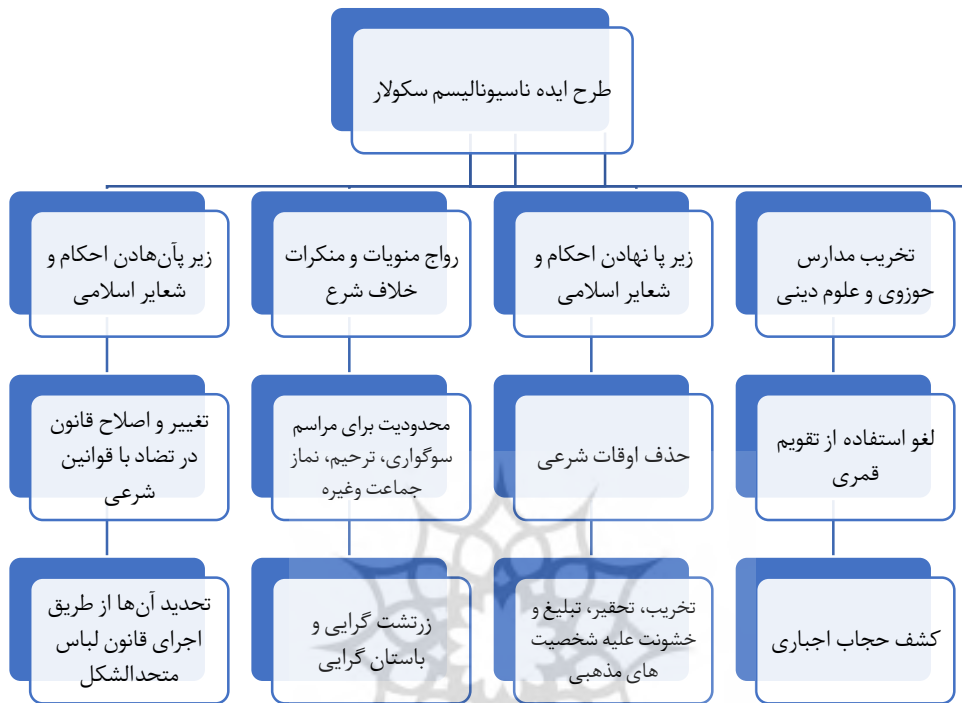 طرح ایده ناسیونالیسم سکولار
تخریب مدارس
حوزوی و علوم دینی
زیر پا نهادن احکام و
شعایر اسلامی
رواج منویات و منکرات
خلاف شرع
زیر پآن‌هادن احکام و
شعایر اسلامی
لغو استفاده از تقویم
قمری
حذف اوقات شرعی
محدودیت برای مراسم
سوگواری، ترحیم، نماز
جماعت وغیره
تغییر و اصلاح قانون
در تضاد با قوانین
شرعی
کشف حجاب اجباری
تخریب، تحقیر، تبلیغ و
خشونت علیه شخصیت
های مذهبی
زرتشت گرایی و
باستان گرایی
تحدید آن‌ها از طریق
اجرای قانون لباس
متحدالشکل